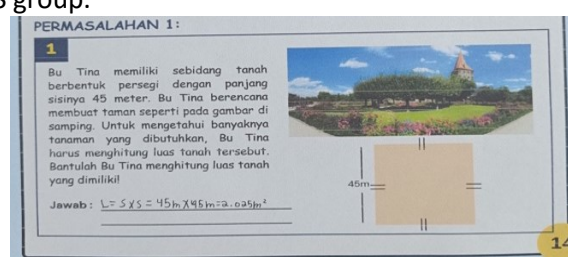 group.
PERMASALAHAN 1:
1
Bu Tina memiliki sebidang tanah
berbentuk persegi dengan panjang
sisinya 45 meter. Bu Tina berencana
membuat taman seperti pada gambar di
samping. Untuk mengetahui banyaknya
tanaman yang dibutuhkan, Bu Tina
harus menghitung luas tanah tersebut.
Bantulah Bu Tina menghitung luas tanah
yang dimiliki!
45m
Jawab : L= S x S = 45m x 45m=2.025m²
14